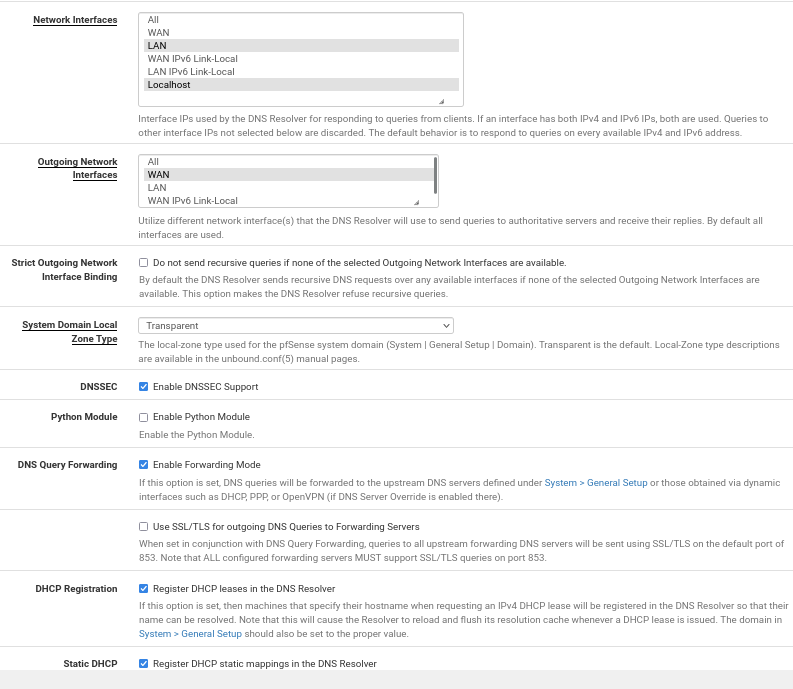 Network Interfaces
All
WAN
LAN
WAN IPv6 Link-Local
LAN IPv6 Link-Local
Localhost
Interface IPs used by the DNS Resolver for responding to queries from clients. If an interface has both IPv4 and IPv6 IPs, both are used. Queries to
other interface IPs not selected below are discarded. The default behavior is to respond to queries on every available IPv4 and IPv6 address.
Outgoing Network
Interfaces
All
WAN
LAN
WAN IPv6 Link-Local
Utilize different network interface(s) that the DNS Resolver will use to send queries to authoritative servers and receive their replies. By default all
interfaces are used.
Strict Outgoing Network
Interface Binding
Do not send recursive queries if none of the selected Outgoing Network Interfaces are available.
By default the DNS Resolver sends recursive DNS requests over any available interfaces if none of the selected Outgoing Network Interfaces are
available. This option makes the DNS Resolver refuse recursive queries.
System Domain Local
Zone Type
Transparent
The local-zone type used for the pfSense system domain (System | General Setup | Domain). Transparent is the default. Local-Zone type descriptions
are available in the unbound.conf(5) manual pages.
DNSSEC
Enable DNSSEC Support
Python Module
Enable Python Module
Enable the Python Module.
DNS Query Forwarding
Enable Forwarding Mode
If this option is set, DNS queries will be forwarded to the upstream DNS servers defined under System > General Setup or those obtained via dynamic
interfaces such as DHCP, PPP, or OpenVPN (if DNS Server Override is enabled there).
Use SSL/TLS for outgoing DNS Queries to Forwarding Servers
When set in conjunction with DNS Query Forwarding, queries to all upstream forwarding DNS servers will be sent using SSL/TLS on the default port of
853. Note that ALL configured forwarding servers MUST support SSL/TLS queries on port 853.
DHCP Registration
Register DHCP leases in the DNS Resolver
If this option is set, then machines that specify their hostname when requesting an IPv4 DHCP lease will be registered in the DNS Resolver so that their
name can be resolved. Note that this will cause the Resolver to reload and flush its resolution cache whenever a DHCP lease is issued. The domain in
System > General Setup should also be set to the proper value.
Static DHCP
Register DHCP static mappings in the DNS Resolver